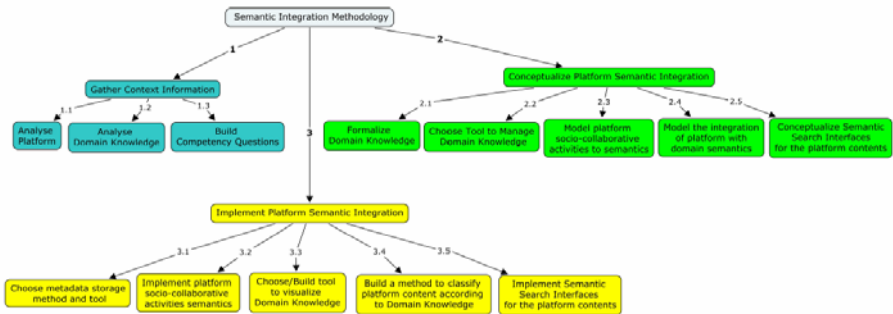 Semantic Integration Methodology
1
2
3
Gather Context Information
1.1
1.2
1.3
Analyse
Platform
Analyse
Domain Knowledge
Build
Competency Questions
Conceptualize Platform Semantic Integration
2.1
2.2
2.3
2.4
2.5
Formalize
Domain Knowledge
Choose Tool to Manage
Domain Knowledge
Model platform
socio-collaborative
activities to semantics
Model the integration
of platform with
domain semantics
Conceptualize Semantic
Search Interfaces
for the platform contents
Implement Platform Semantic Integration
3.1
3.2
3.3
3.4
3.5
Choose metadata storage
method and tool
Implement platform
socio-collaborative
activities semantics
Choose/Build tool
to visualize
Domain Knowledge
Build a method to classify
platform content according
to Domain Knowledge
Implement Semantic
Search Interfaces
for the platform contents